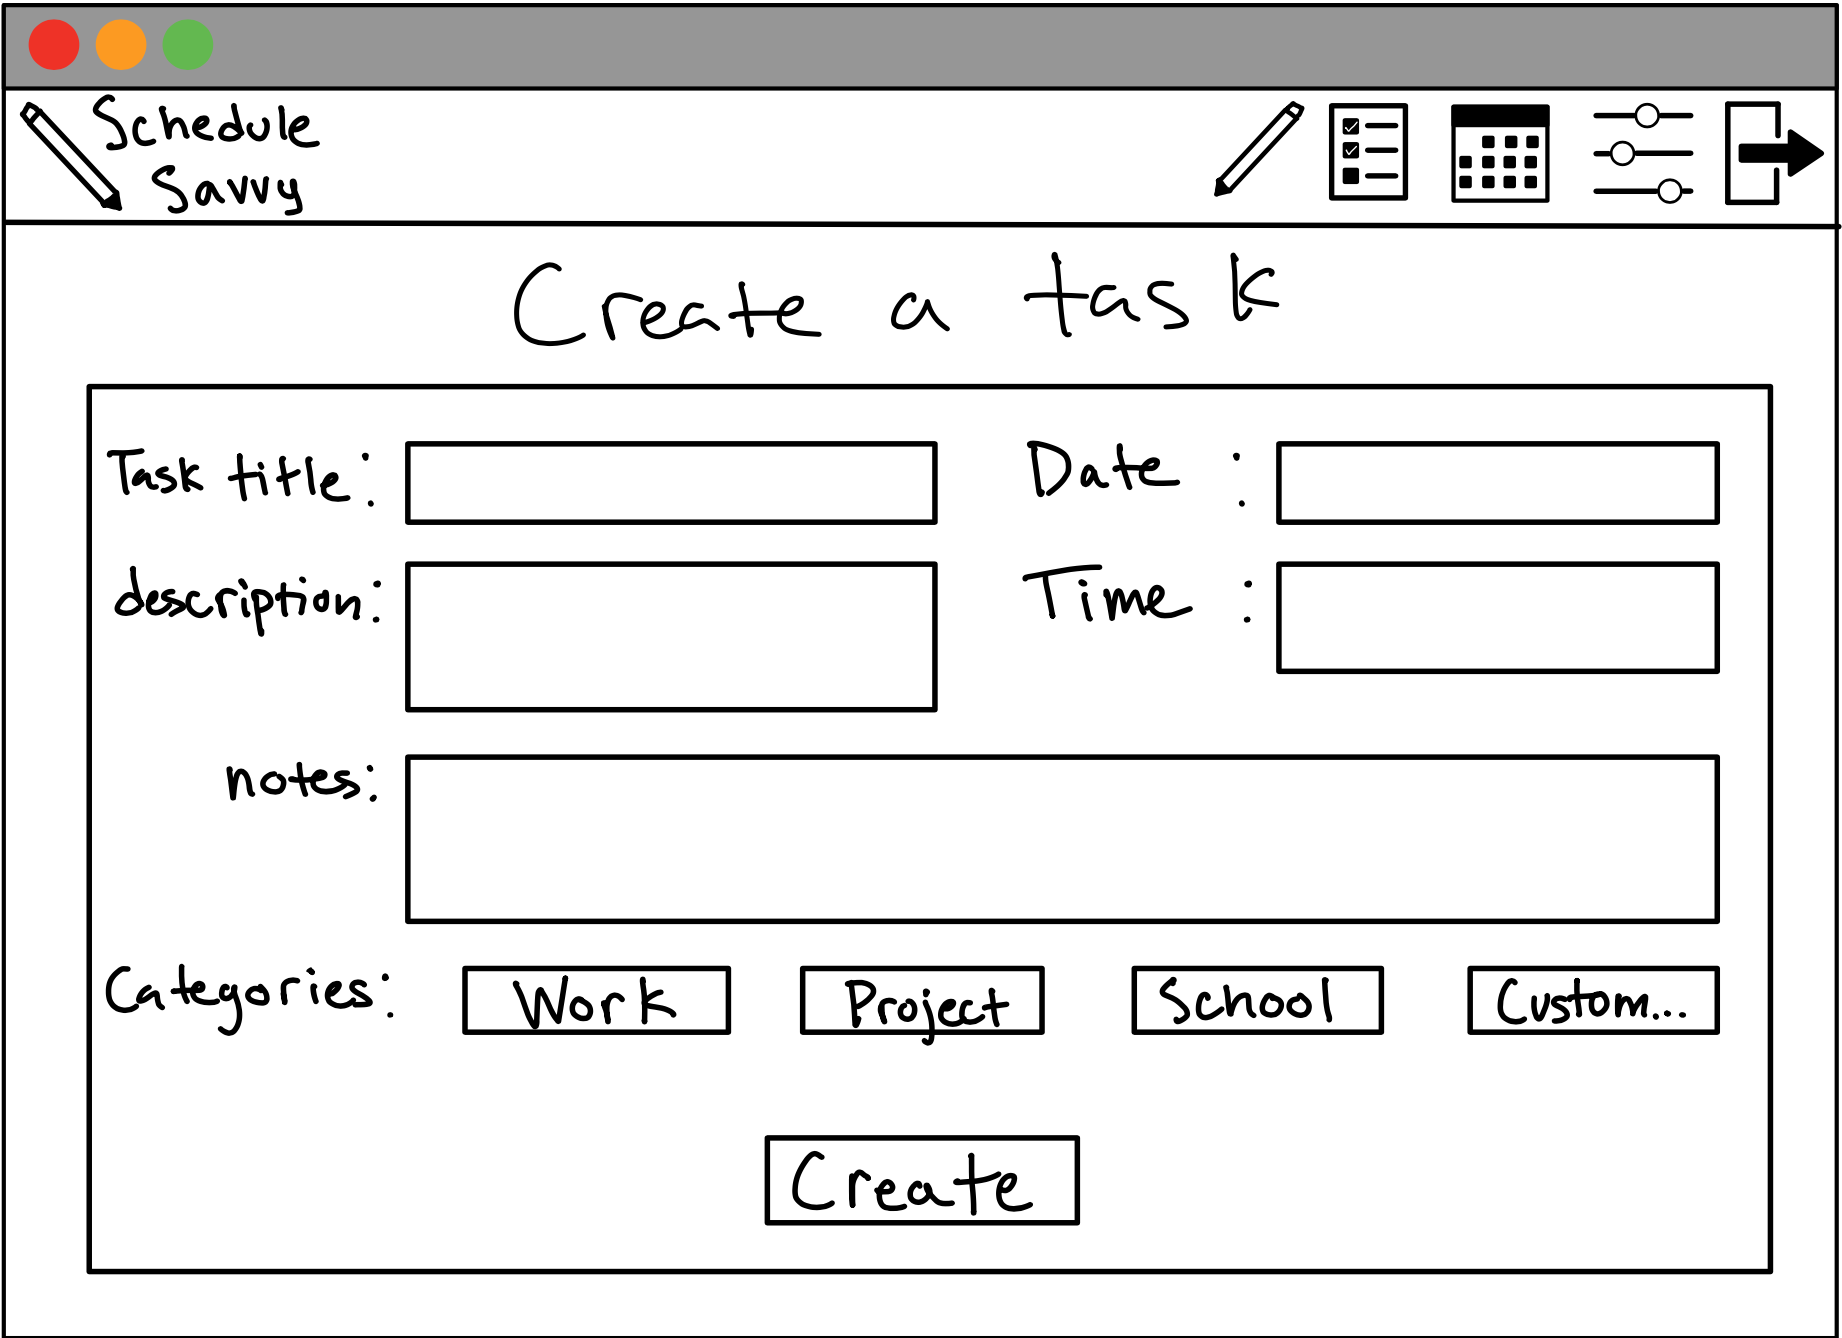 Schedule
Savvy
Create a task
Task title:
Date :
description:
Time :
notes:
Categories:
Work
Project
School
Custom...
Create